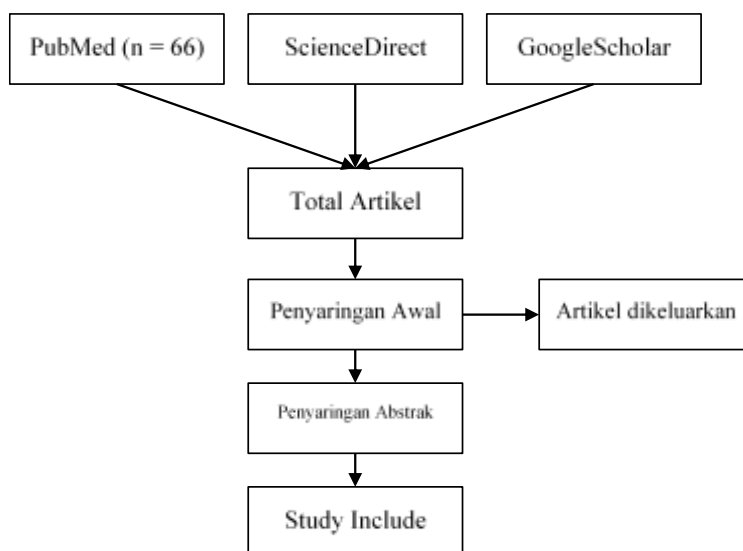 PubMed (n = 66)
ScienceDirect
GoogleScholar
Total Artikel
Penyaringan Awal
Artikel dikeluarkan
Penyaringan Abstrak
Study Include